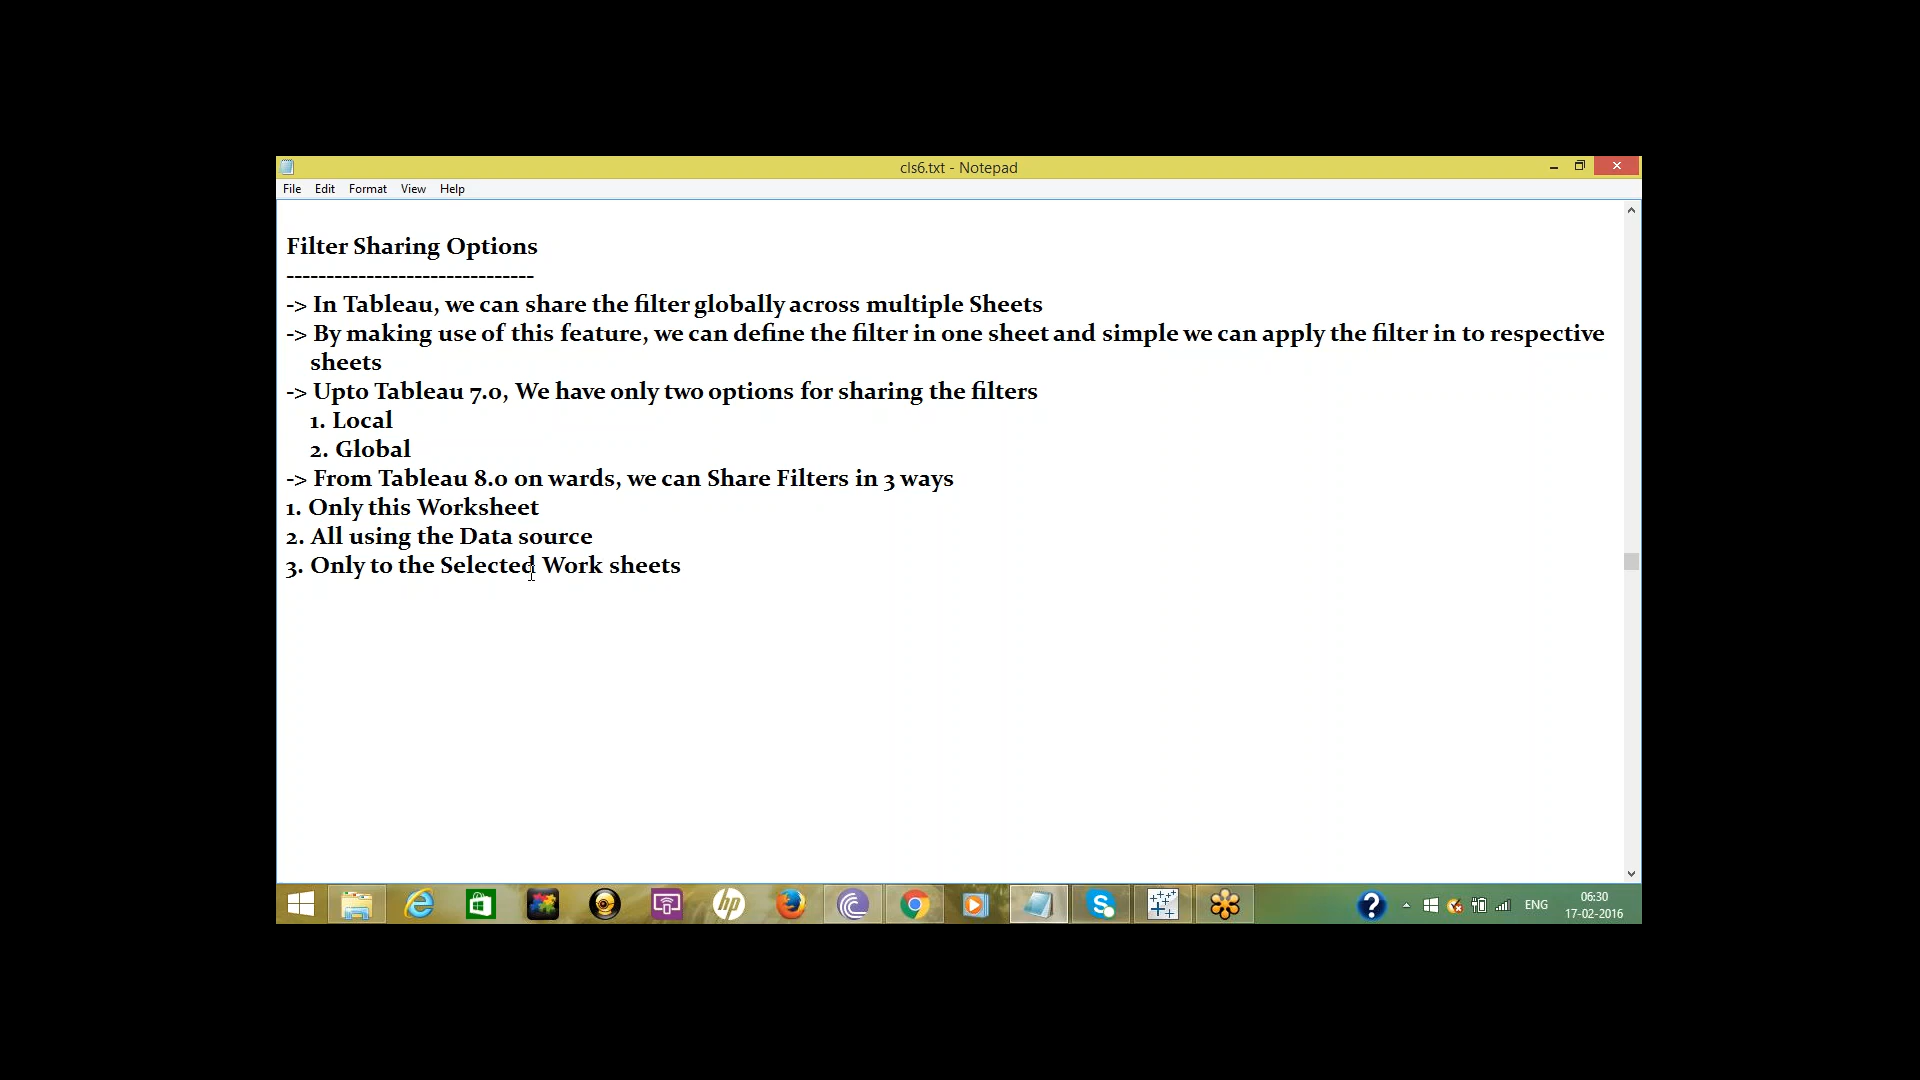 cls6.txt - Notepad
File Edit Format View Help
Filter Sharing Options
-------------------------------
-> In Tableau, we can share the filter globally across multiple Sheets
-> By making use of this feature, we can define the filter in one sheet and simple we can apply the filter in to respective
sheets
-> Upto Tableau 7.0, We have only two options for sharing the filters
1. Local
2. Global
-> From Tableau 8.0 on wards, we can Share Filters in 3 ways
1. Only this Worksheet
2. All using the Data source
3. Only to the Selected Work sheets
hp
S
?
ENG
06:30
17-02-2016